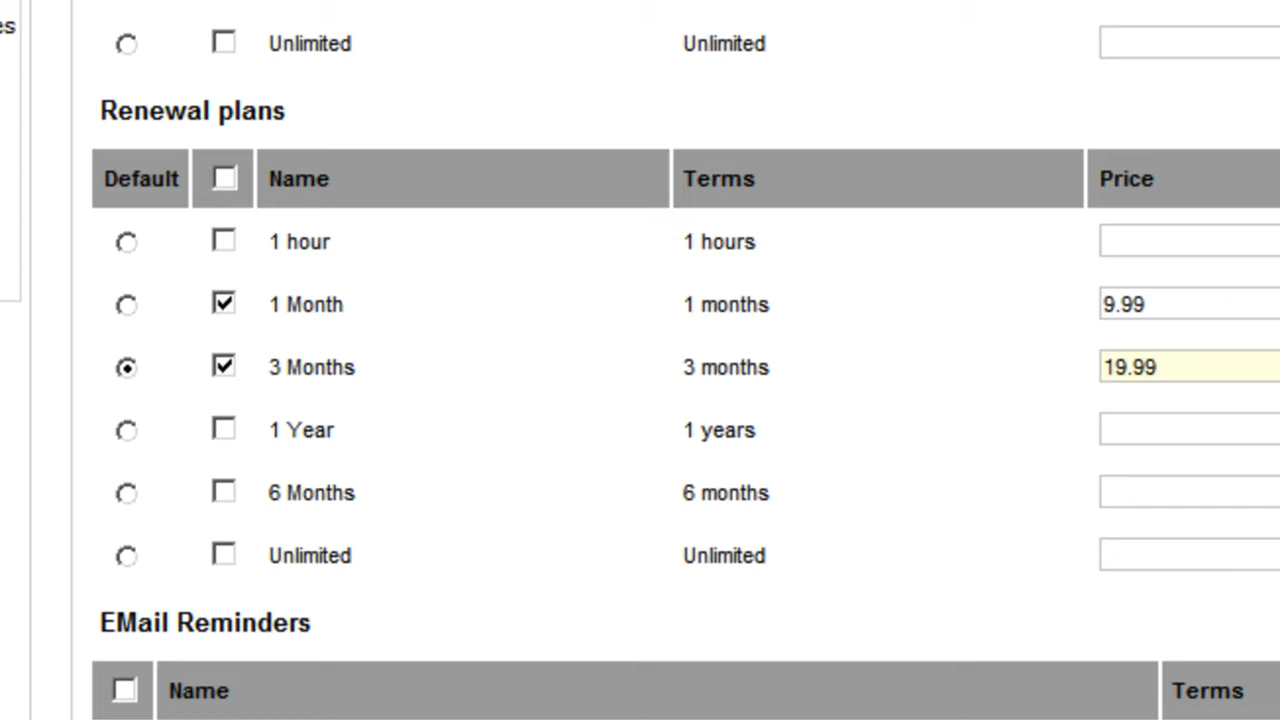 es
Unlimited Unlimited
Renewal plans
Default Name Terms Price
1 hour 1 hours
1 Month 1 months 9.99
3 Months 3 months 19.99
1 Year 1 years
6 Months 6 months
Unlimited Unlimited
EMail Reminders
Name Terms